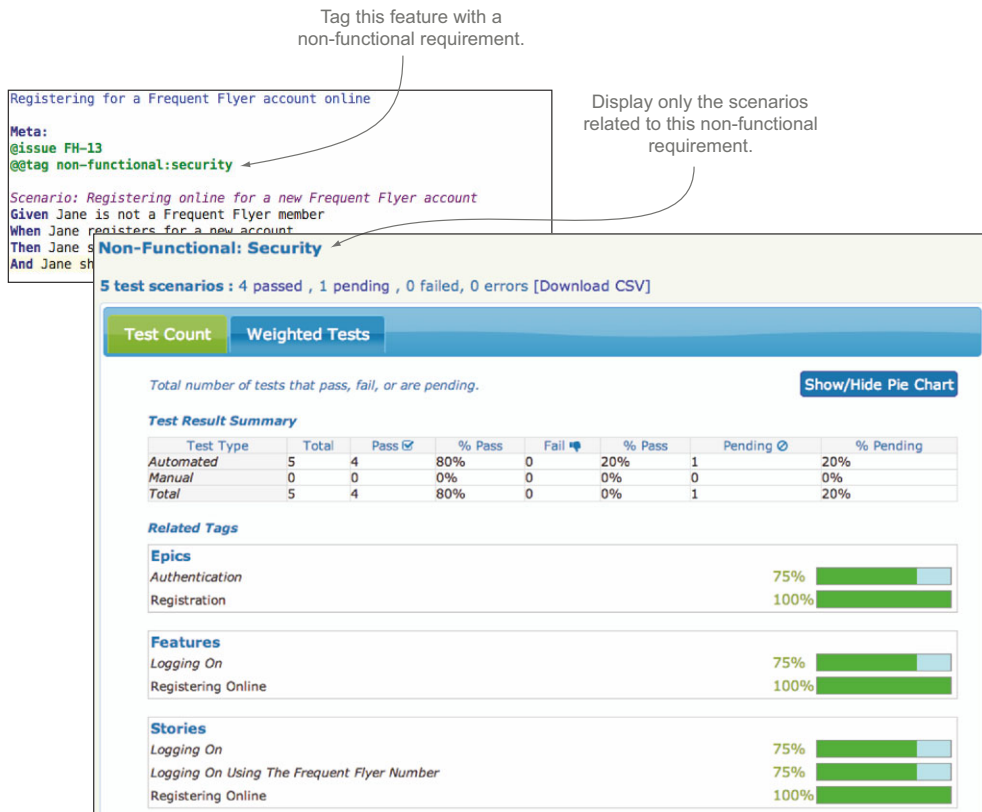 Tag this feature with a
non-functional requirement.
Registering for a Frequent Flyer account online
Meta:
@issue FH-13
@@tag non-functional:security
Scenario: Registering online for a new Frequent Flyer account
Given Jane is not a Frequent Flyer member
When Jane registers for a new account
Then Jane s
And Jane sh
Display only the scenarios
related to this non-functional
requirement.
Non-Functional: Security
5 test scenarios : 4 passed , 1 pending , 0 failed, 0 errors [Download CSV]
Test Count Weighted Tests
Total number of tests that pass, fail, or are pending.
Show/Hide Pie Chart
Test Result Summary
Test Type Total Pass % Pass Fail % Pass Pending % Pending
Automated 5 4 80% 0 20% 1 20%
Manual 0 0 0% 0 0% 0 0%
Total 5 4 80% 0 0% 1 20%
Related Tags
Epics
Authentication 75%
Registration 100%
Features
Logging On 75%
Registering Online 100%
Stories
Logging On 75%
Logging On Using The Frequent Flyer Number 75%
Registering Online 100%